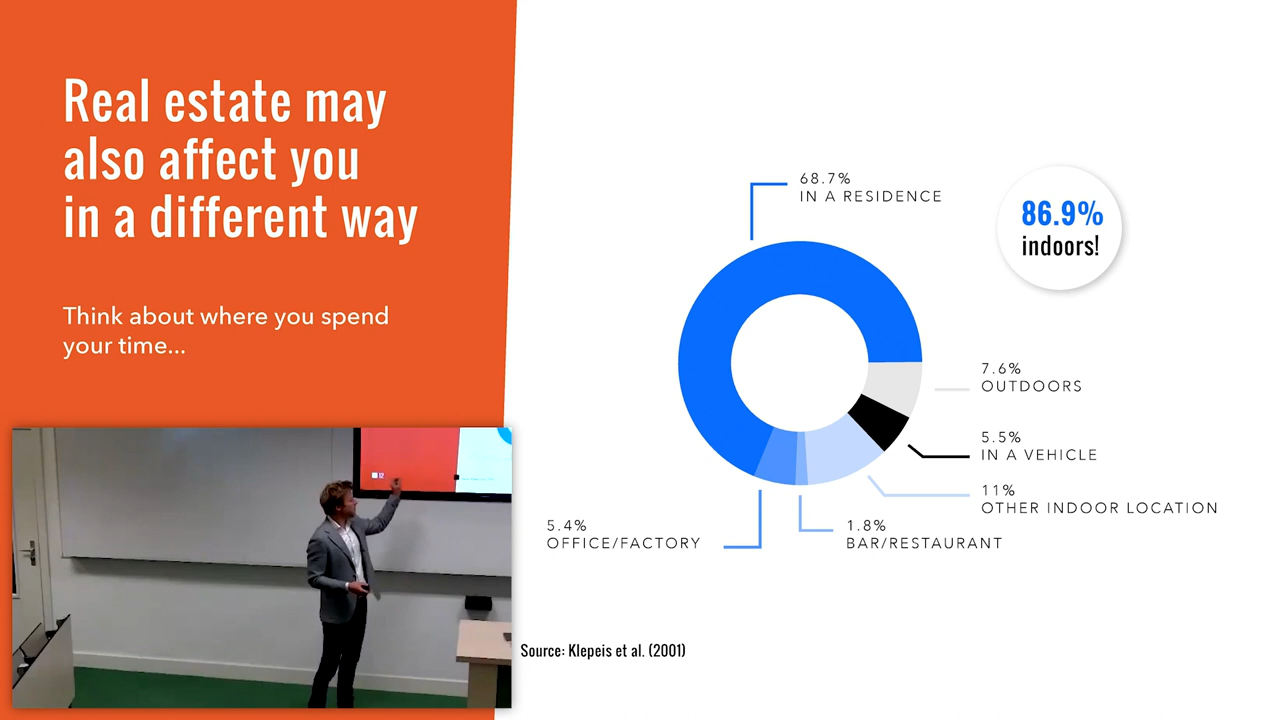 Real estate may
also affect you
in a different way
Think about where you spend
your time...
68.7%
IN A RESIDENCE
86.9%
indoors!
7.6%
OUTDOORS
5.5%
IN A VEHICLE
11%
OTHER INDOOR LOCATION
5.4%
OFFICE/FACTORY
1.8%
BAR/RESTAURANT
Source: Klepeis et al. (2001)